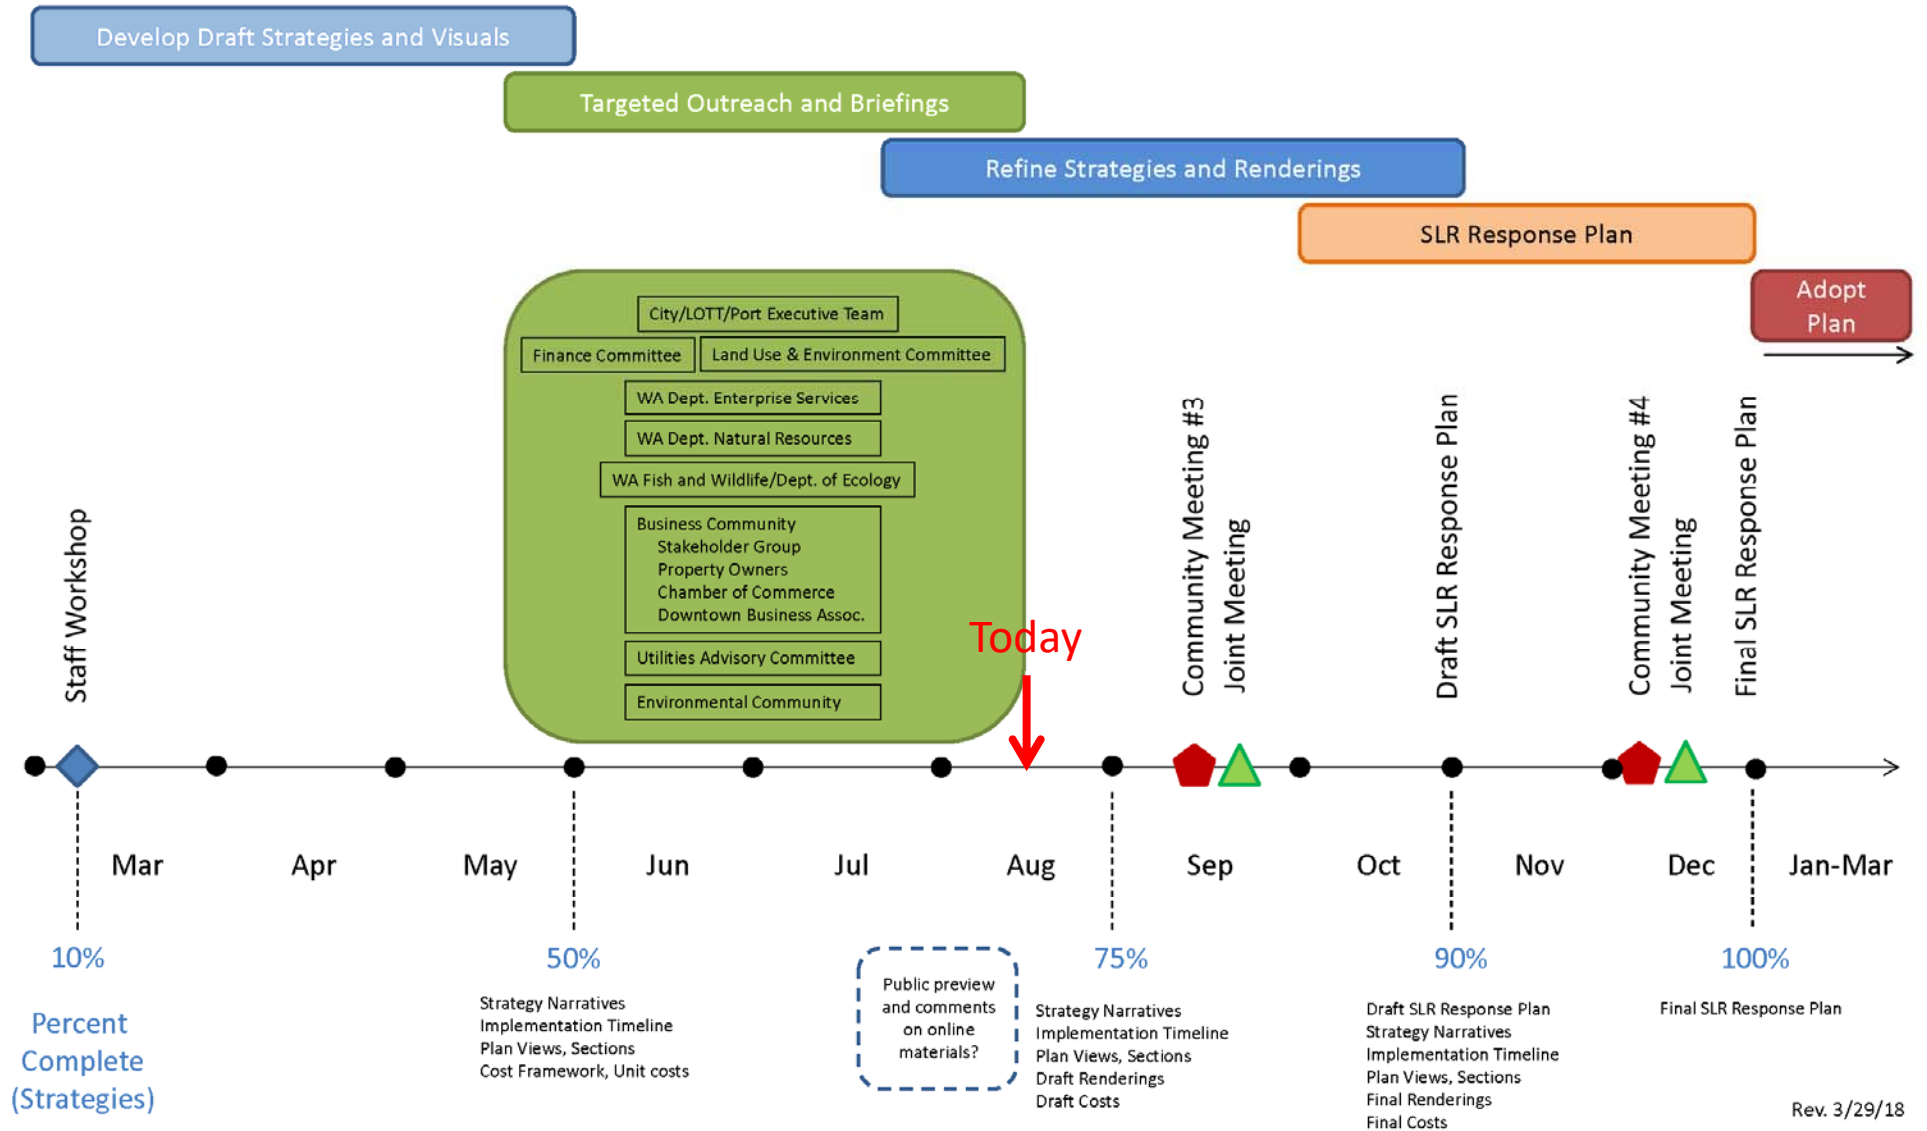 Develop Draft Strategies and Visuals
Targeted Outreach and Briefings
Refine Strategies and Renderings
SLR Response Plan
Adopt
Plan
City/LOTT/Port Executive Team
Finance Committee
Land Use & Environment Committee
WA Dept. Enterprise Services
WA Dept. Natural Resources
WA Fish and Wildlife/Dept. of Ecology
Business Community
Stakeholder Group
Property Owners
Chamber of Commerce
Downtown Business Assoc.
Utilities Advisory Committee
Environmental Community
Today
Staff Workshop
Community Meeting #3
Joint Meeting
Draft SLR Response Plan
Community Meeting #4
Joint Meeting
Final SLR Response Plan
Mar
Apr
May
Jun
Jul
Aug
Sep
Oct
Nov
Dec
Jan-Mar
10%
50%
75%
90%
100%
Percent
Complete
(Strategies)
Strategy Narratives
Implementation Timeline
Plan Views, Sections
Cost Framework, Unit costs
Public preview
and comments
on online
materials?
Strategy Narratives
Implementation Timeline
Plan Views, Sections
Draft Renderings
Draft Costs
Draft SLR Response Plan
Strategy Narratives
Implementation Timeline
Plan Views, Sections
Final Renderings
Final Costs
Final SLR Response Plan
Rev. 3/29/18